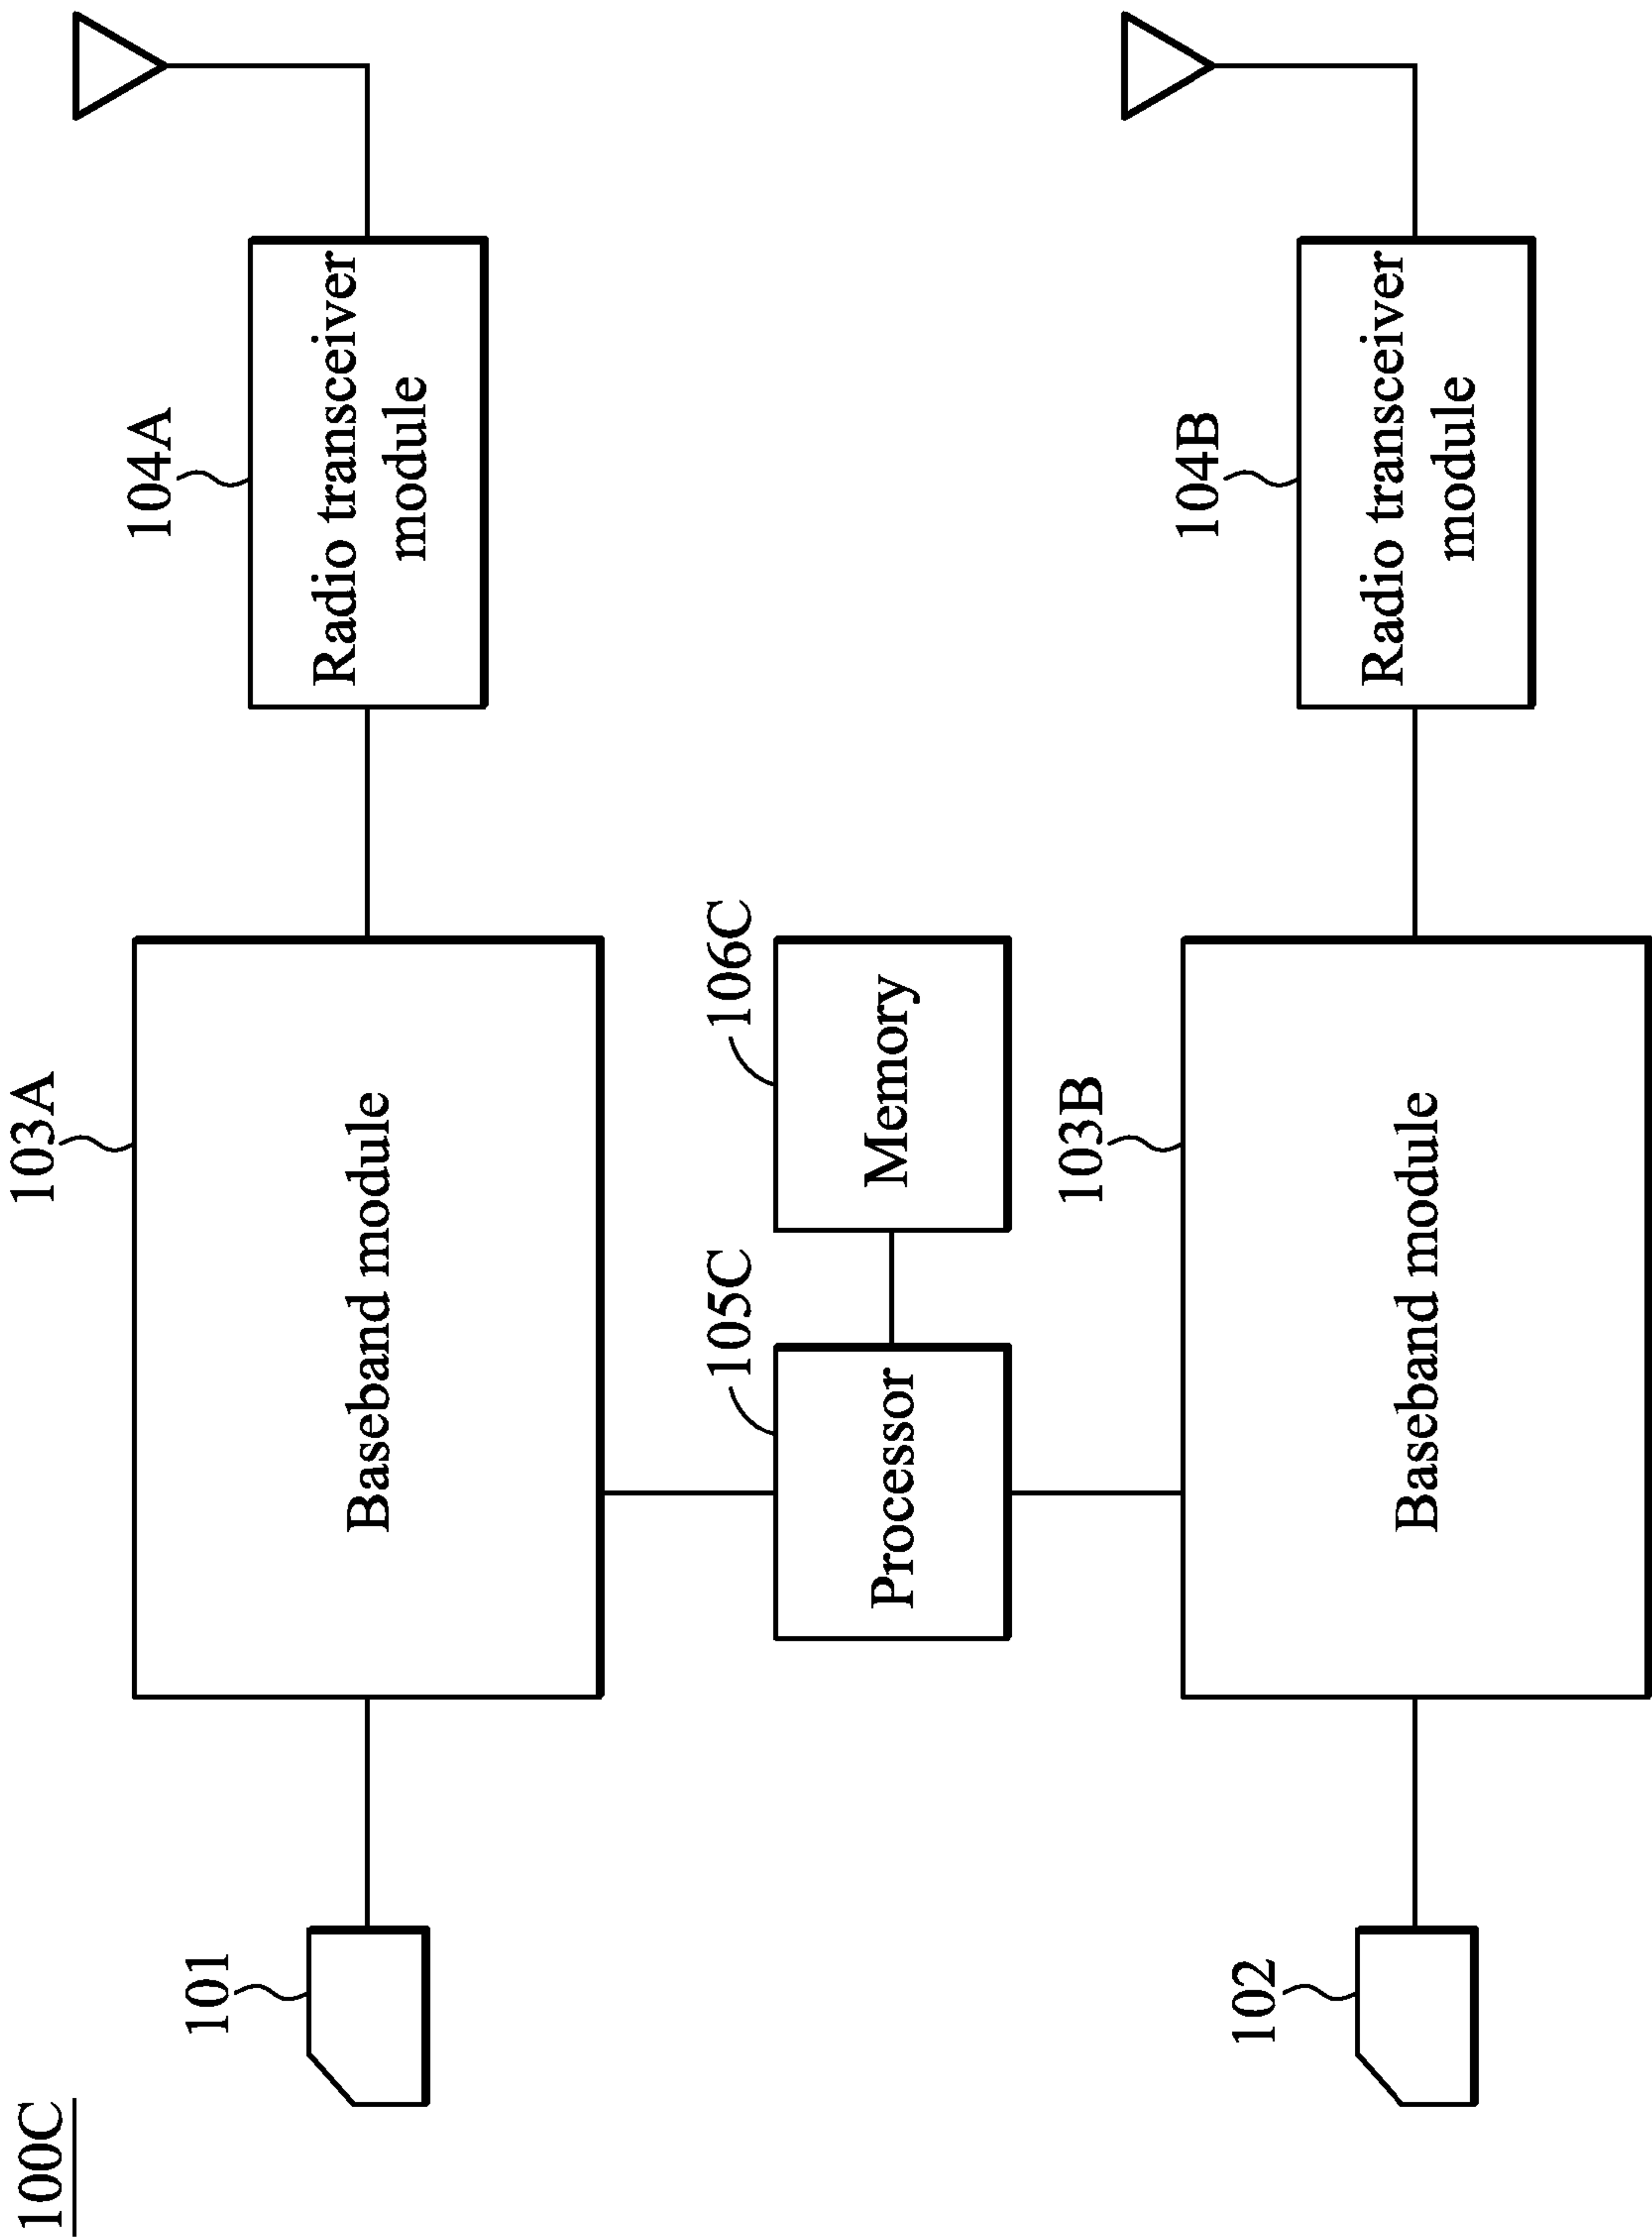 100C
103A
104A
101
Baseband module
Radio transceiver
module
105C
106C
Processor
Memory
103B
104B
102
Baseband module
Radio transceiver
module